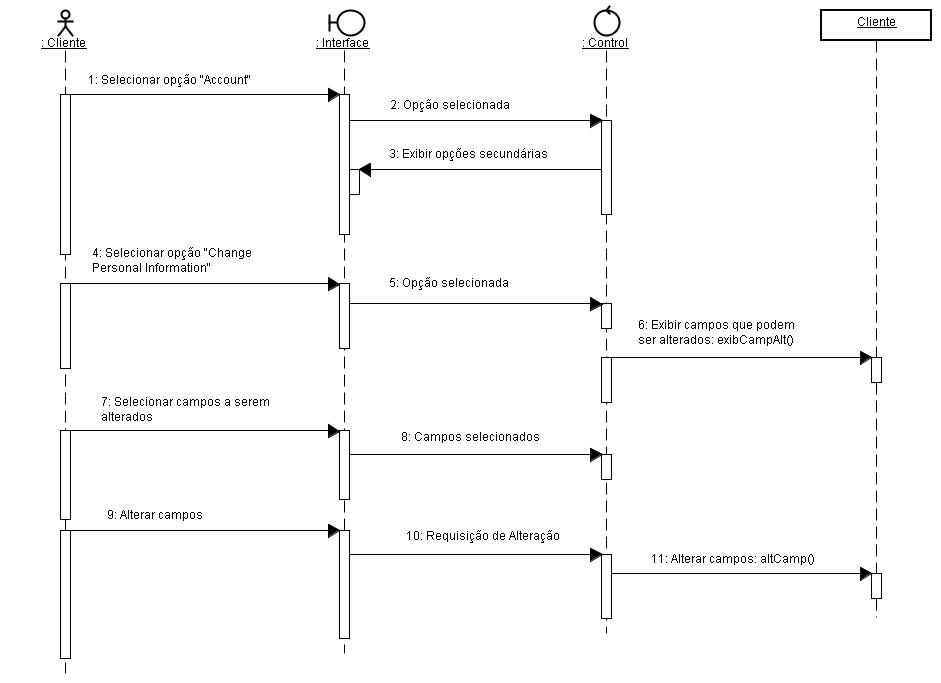 : Cliente
: Interface
: Control
Cliente
1: Selecionar opção "Account"
2: Opção selecionada
3: Exibir opções secundárias
4: Selecionar opção "Change
Personal Information"
5: Opção selecionada
6: Exibir campos que podem
ser alterados: exibCampAlt()
7: Selecionar campos a serem
alterados
8: Campos selecionados
9: Alterar campos
10: Requisição de Alteração
11: Alterar campos: altCamp()